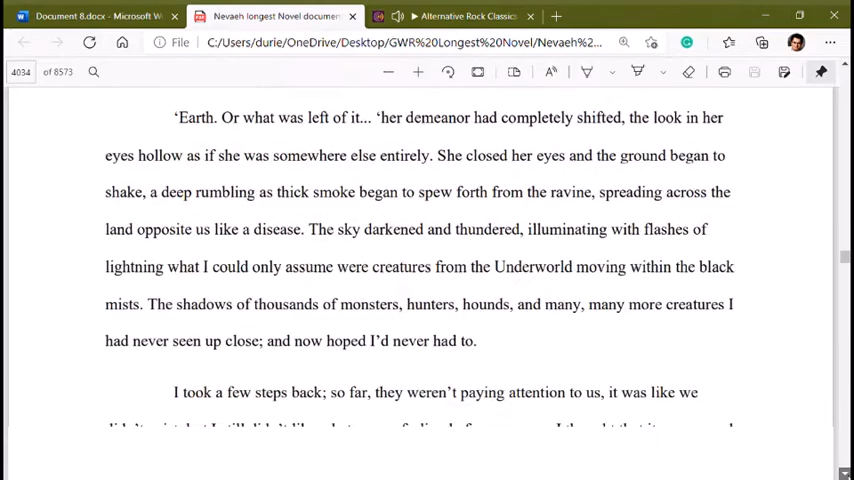 Document 8.docx - Microsoft W
Nevaeh longest Novel documen
Alternative Rock Classics
File
C:/Users/durie/OneDrive/Desktop/GWR%20Longest%20Novel/Nevaeh%2...
4034 of 8573
‘Earth. Or what was left of it... ‘her demeanor had completely shifted, the look in her
eyes hollow as if she was somewhere else entirely. She closed her eyes and the ground began to
shake, a deep rumbling as thick smoke began to spew forth from the ravine, spreading across the
land opposite us like a disease. The sky darkened and thundered, illuminating with flashes of
lightning what I could only assume were creatures from the Underworld moving within the black
mists. The shadows of thousands of monsters, hunters, hounds, and many, many more creatures I
had never seen up close; and now hoped I’d never had to.
I took a few steps back; so far, they weren’t paying attention to us, it was like we